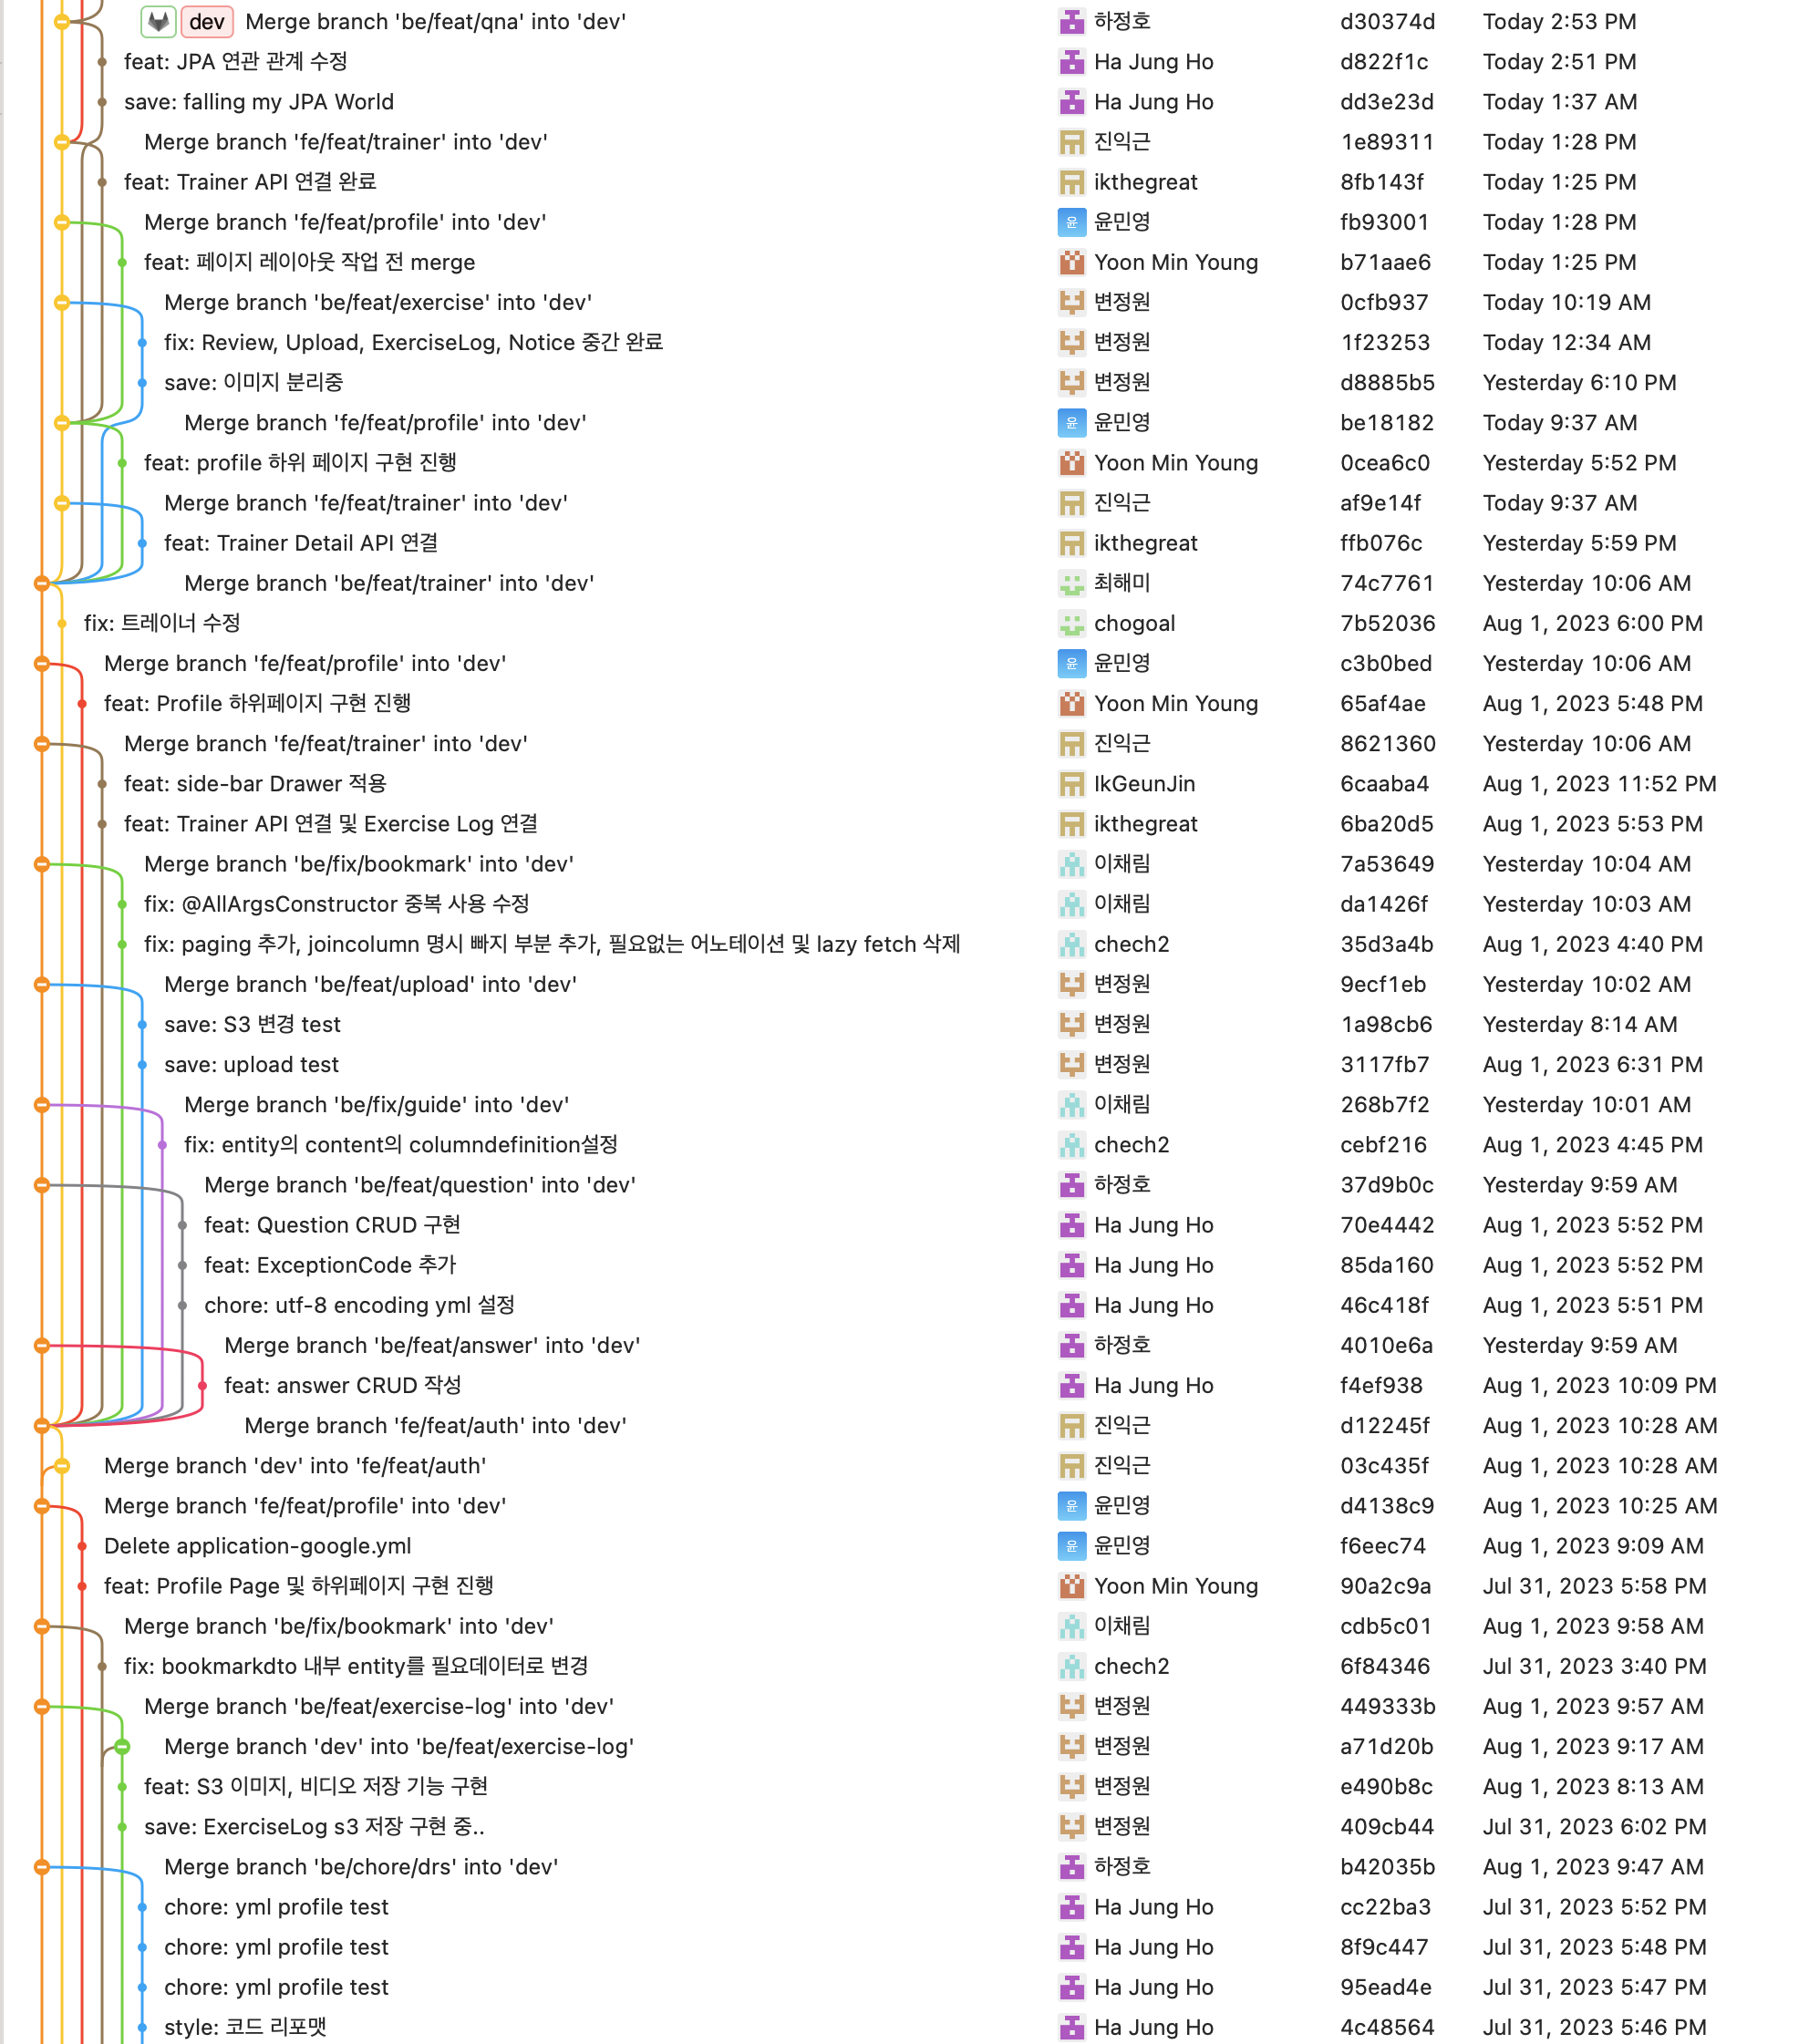 dev Merge branch 'be/feat/qna' into 'dev' 하정호 d30374d Today 2:53 PM
feat: JPA 연관 관계 수정 Ha Jung Ho d822f1c Today 2:51 PM
save: falling my JPA World Ha Jung Ho dd3e23d Today 1:37 AM
Merge branch 'fe/feat/trainer' into 'dev' 진익근 1e89311 Today 1:28 PM
feat: Trainer API 연결 완료 ikthegreat 8fb143f Today 1:25 PM
Merge branch 'fe/feat/profile' into 'dev' 윤 윤민영 fb93001 Today 1:28 PM
feat: 페이지 레이아웃 작업 전 merge Yoon Min Young b71aae6 Today 1:25 PM
Merge branch 'be/feat/exercise' into 'dev' 변정원 0cfb937 Today 10:19 AM
fix: Review, Upload, ExerciseLog, Notice 중간 완료 변정원 1f23253 Today 12:34 AM
save: 이미지 분리중 변정원 d8885b5 Yesterday 6:10 PM
Merge branch 'fe/feat/profile' into 'dev' 윤 윤민영 be18182 Today 9:37 AM
feat: profile 하위 페이지 구현 진행 Yoon Min Young 0cea6c0 Yesterday 5:52 PM
Merge branch 'fe/feat/trainer' into 'dev' 진익근 af9e14f Today 9:37 AM
feat: Trainer Detail API 연결 ikthegreat ffb076c Yesterday 5:59 PM
Merge branch 'be/feat/trainer' into 'dev' 최해미 74c7761 Yesterday 10:06 AM
fix: 트레이너 수정 chogoal 7b52036 Aug 1, 2023 6:00 PM
Merge branch 'fe/feat/profile' into 'dev' 윤 윤민영 c3b0bed Yesterday 10:06 AM
feat: Profile 하위페이지 구현 진행 Yoon Min Young 65af4ae Aug 1, 2023 5:48 PM
Merge branch 'fe/feat/trainer' into 'dev' 진익근 8621360 Yesterday 10:06 AM
feat: side-bar Drawer 적용 IkGeunJin 6caaba4 Aug 1, 2023 11:52 PM
feat: Trainer API 연결 및 Exercise Log 연결 ikthegreat 6ba20d5 Aug 1, 2023 5:53 PM
Merge branch 'be/fix/bookmark' into 'dev' 이채림 7a53649 Yesterday 10:04 AM
fix: @AllArgsConstructor 중복 사용 수정 이채림 da1426f Yesterday 10:03 AM
fix: paging 추가, joincolumn 명시 빠지 부분 추가, 필요없는 어노테이션 및 lazy fetch 삭제 chech2 35d3a4b Aug 1, 2023 4:40 PM
Merge branch 'be/feat/upload' into 'dev' 변정원 9ecf1eb Yesterday 10:02 AM
save: S3 변경 test 변정원 1a98cb6 Yesterday 8:14 AM
save: upload test 변정원 3117fb7 Aug 1, 2023 6:31 PM
Merge branch 'be/fix/guide' into 'dev' 이채림 268b7f2 Yesterday 10:01 AM
fix: entity의 content의 columndefinition설정 chech2 cebf216 Aug 1, 2023 4:45 PM
Merge branch 'be/feat/question' into 'dev' 하정호 37d9b0c Yesterday 9:59 AM
feat: Question CRUD 구현 Ha Jung Ho 70e4442 Aug 1, 2023 5:52 PM
feat: ExceptionCode 추가 Ha Jung Ho 85da160 Aug 1, 2023 5:52 PM
chore: utf-8 encoding yml 설정 Ha Jung Ho 46c418f Aug 1, 2023 5:51 PM
Merge branch 'be/feat/answer' into 'dev' 하정호 4010e6a Yesterday 9:59 AM
feat: answer CRUD 작성 Ha Jung Ho f4ef938 Aug 1, 2023 10:09 PM
Merge branch 'fe/feat/auth' into 'dev' 진익근 d12245f Aug 1, 2023 10:28 AM
Merge branch 'dev' into 'fe/feat/auth' 진익근 03c435f Aug 1, 2023 10:28 AM
Merge branch 'fe/feat/profile' into 'dev' 윤 윤민영 d4138c9 Aug 1, 2023 10:25 AM
Delete application-google.yml 윤 윤민영 f6eec74 Aug 1, 2023 9:09 AM
feat: Profile Page 및 하위페이지 구현 진행 Yoon Min Young 90a2c9a Jul 31, 2023 5:58 PM
Merge branch 'be/fix/bookmark' into 'dev' 이채림 cdb5c01 Aug 1, 2023 9:58 AM
fix: bookmarkdto 내부 entity를 필요데이터로 변경 chech2 6f84346 Jul 31, 2023 3:40 PM
Merge branch 'be/feat/exercise-log' into 'dev' 변정원 449333b Aug 1, 2023 9:57 AM
Merge branch 'dev' into 'be/feat/exercise-log' 변정원 a71d20b Aug 1, 2023 9:17 AM
feat: S3 이미지, 비디오 저장 기능 구현 변정원 e490b8c Aug 1, 2023 8:13 AM
save: ExerciseLog s3 저장 구현 중.. 변정원 409cb44 Jul 31, 2023 6:02 PM
Merge branch 'be/chore/drs' into 'dev' 하정호 b42035b Aug 1, 2023 9:47 AM
chore: yml profile test Ha Jung Ho cc22ba3 Jul 31, 2023 5:52 PM
chore: yml profile test Ha Jung Ho 8f9c447 Jul 31, 2023 5:48 PM
chore: yml profile test Ha Jung Ho 95ead4e Jul 31, 2023 5:47 PM
style: 코드 리포맷 Ha Jung Ho 4c48564 Jul 31, 2023 5:46 PM